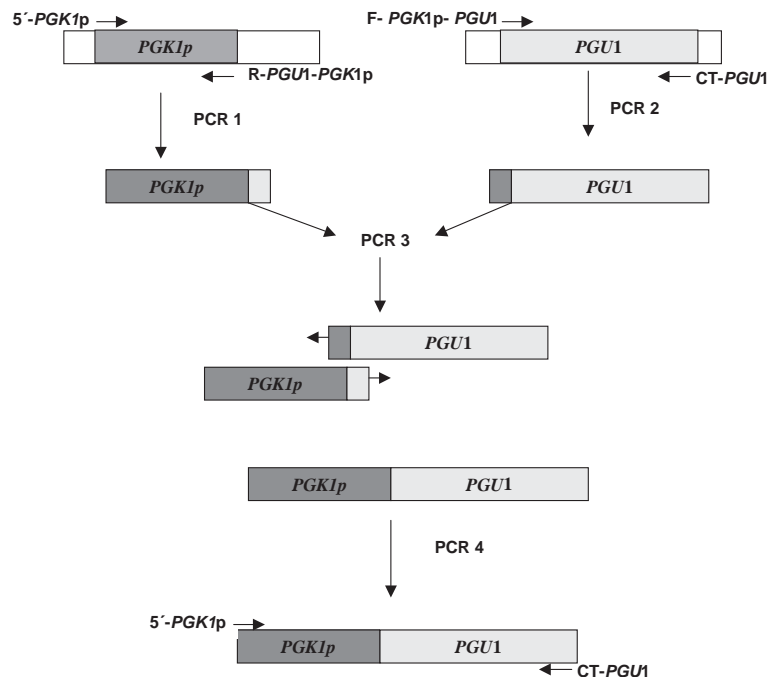 5´-PGK1p
F- PGK1p- PGU1
PGK1p
PGU1
R-PGU1-PGK1p
CT-PGU1
PCR 1
PCR 2
PGK1p
PGU1
PCR 3
PGU1
PGK1p
PGK1p
PGU1
PCR 4
5´-PGK1p
PGK1p
PGU1
CT-PGU1